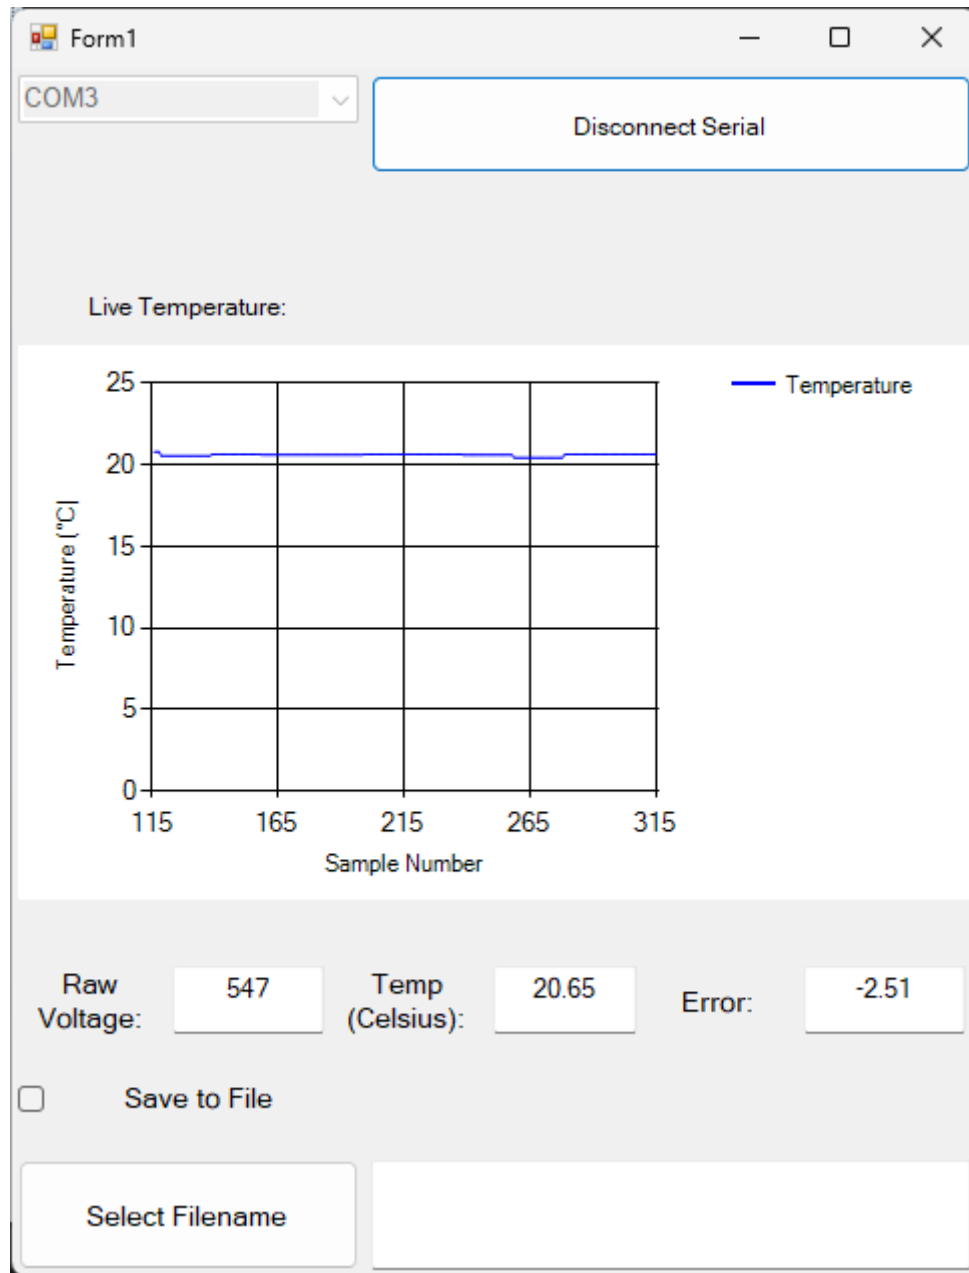 Form1
COM3
Disconnect Serial
Live Temperature:
25
20
15
10
5
0
Temperature (°C)
115 165 215 265 315
Sample Number
Temperature
Raw
Voltage:
547
Temp
(Celsius):
20.65
Error:
-2.51
Save to File
Select Filename